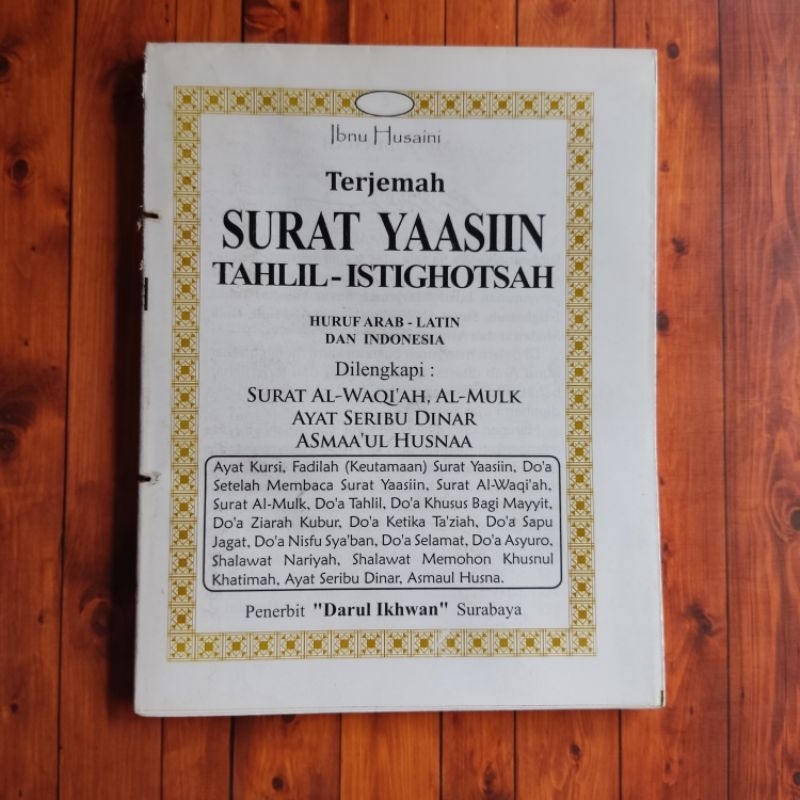 Ibnu Husaini
Terjemah
SURAT YAASIIN
TAHLIL - ISTIGHOTSAH
HURUF ARAB - LATIN
DAN INDONESIA
Dilengkapi :
SURAT AL-WAQI'AH, AL-MULK
AYAT SERIBU DINAR
ASMAA'UL HUSNAA
Ayat Kursi, Fadilah (Keutamaan) Surat Yaasiin, Do'a
Setelah Membaca Surat Yaasiin, Surat Al-Waqi'ah,
Surat Al-Mulk, Do'a Tahlil, Do'a Khusus Bagi Mayyit,
Do'a Ziarah Kubur, Do'a Ketika Ta'ziah, Do'a Sapu
Jagat, Do'a Nisfu Sya'ban, Do'a Selamat, Do'a Asyuro,
Shalawat Nariyah, Shalawat Memohon Khusnul
Khatimah, Ayat Seribu Dinar, Asmaul Husna.
Penerbit "Darul Ikhwan" Surabaya